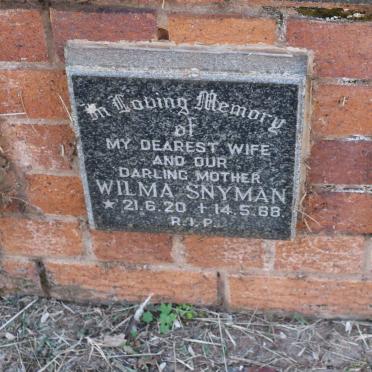 In Loving Memory
of
MY DEAREST WIFE
AND OUR
DARLING MOTHER
WILMA SNYMAN
* 21.6.20 † 14.5.88
R.I.P.